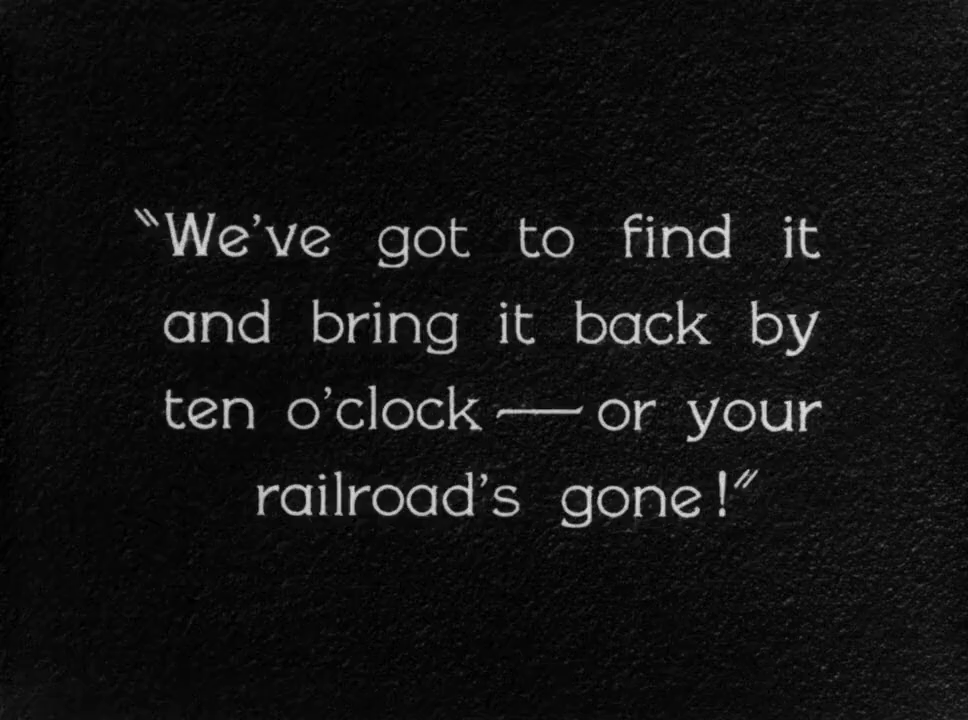 "We've got to find it
and bring it back by
ten o'clock — or your
railroad's gone!"